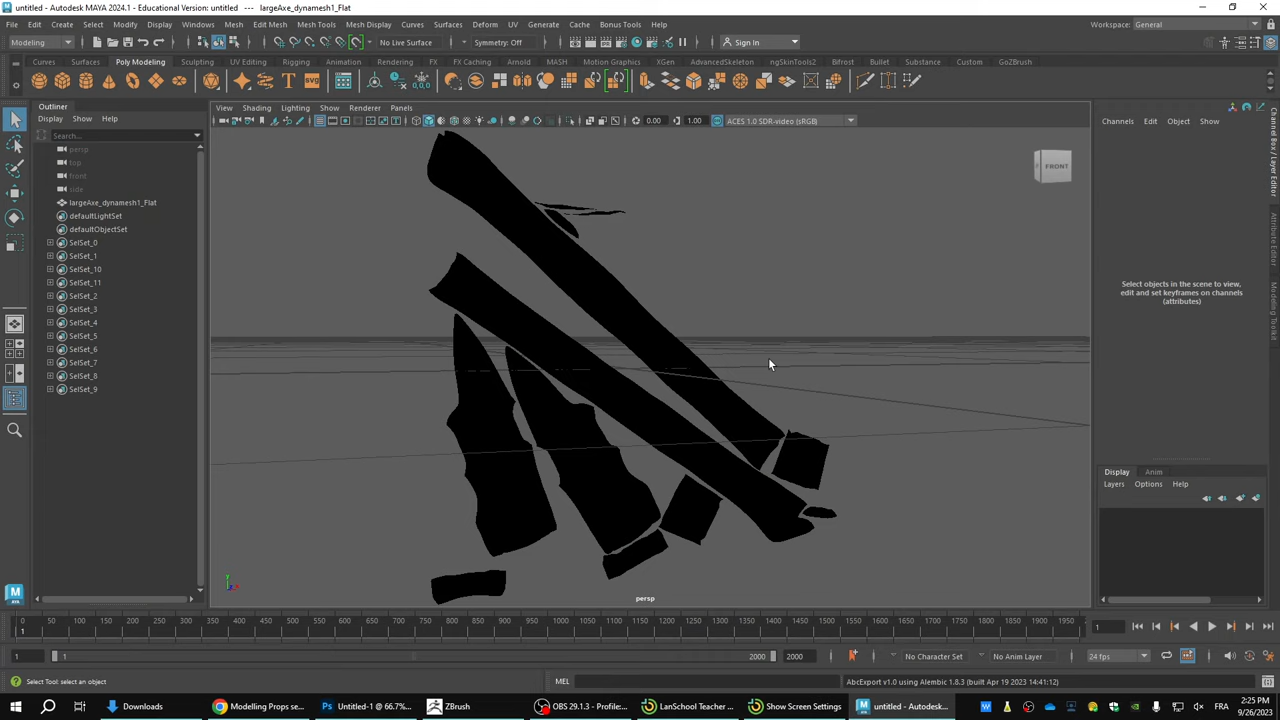 untitled - Autodesk MAYA 2024.1 - Educational Version: untitled --- largeAxe_dynamesh1_Flat
File Edit Create Select Modify Display Windows Mesh Edit Mesh Mesh Tools Mesh Display Curves Surfaces Deform UV Generate Cache Bonus Tools Help
Workspace: General
Modeling No Live Surface Symmetry: Off Sign In
Curves Surfaces Poly Modeling Sculpting UV Editing Rigging Animation Rendering FX FX Caching Arnold MASH Motion Graphics XGen AdvancedSkeleton ngSkinTools2 Bifrost Bullet Substance Custom GoZBrush
Outliner
Display Show Help
Search...
persp
top
front
side
largeAxe_dynamesh1_Flat
defaultLightSet
defaultObjectSet
SelSet_0
SelSet_1
SelSet_10
SelSet_11
SelSet_2
SelSet_3
SelSet_4
SelSet_5
SelSet_6
SelSet_7
SelSet_8
SelSet_9
View Shading Lighting Show Renderer Panels
0.00 1.00 ACES 1.0 SDR-video (sRGB)
FRONT
persp
Channels Edit Object Show
Select objects in the scene to view,
edit and set keyframes on channels
(attributes)
Channel Box / Layer Editor
Attribute Editor
Modeling Toolkit
Display Anim
Layers Options Help
0 50 100 150 200 250 300 350 400 450 500 550 600 650 700 750 800 850 900 950 1000 1050 1100 1150 1200 1250 1300 1350 1400 1450 1500 1550 1600 1650 1700 1750 1800 1850 1900 1950
1
1
1 1 2000 2000 No Character Set No Anim Layer 24 fps
Select Tool: select an object MEL AbcExport v1.0 using Alembic 1.8.3 (built Apr 19 2023 14:41:12)
Downloads Modelling Props se... Untitled-1 @ 66.7%... ZBrush OBS 29.1.3 - Profile:... LanSchool Teacher ... Show Screen Settings untitled - Autodesk... FRA 2:25 PM
9/26/2023